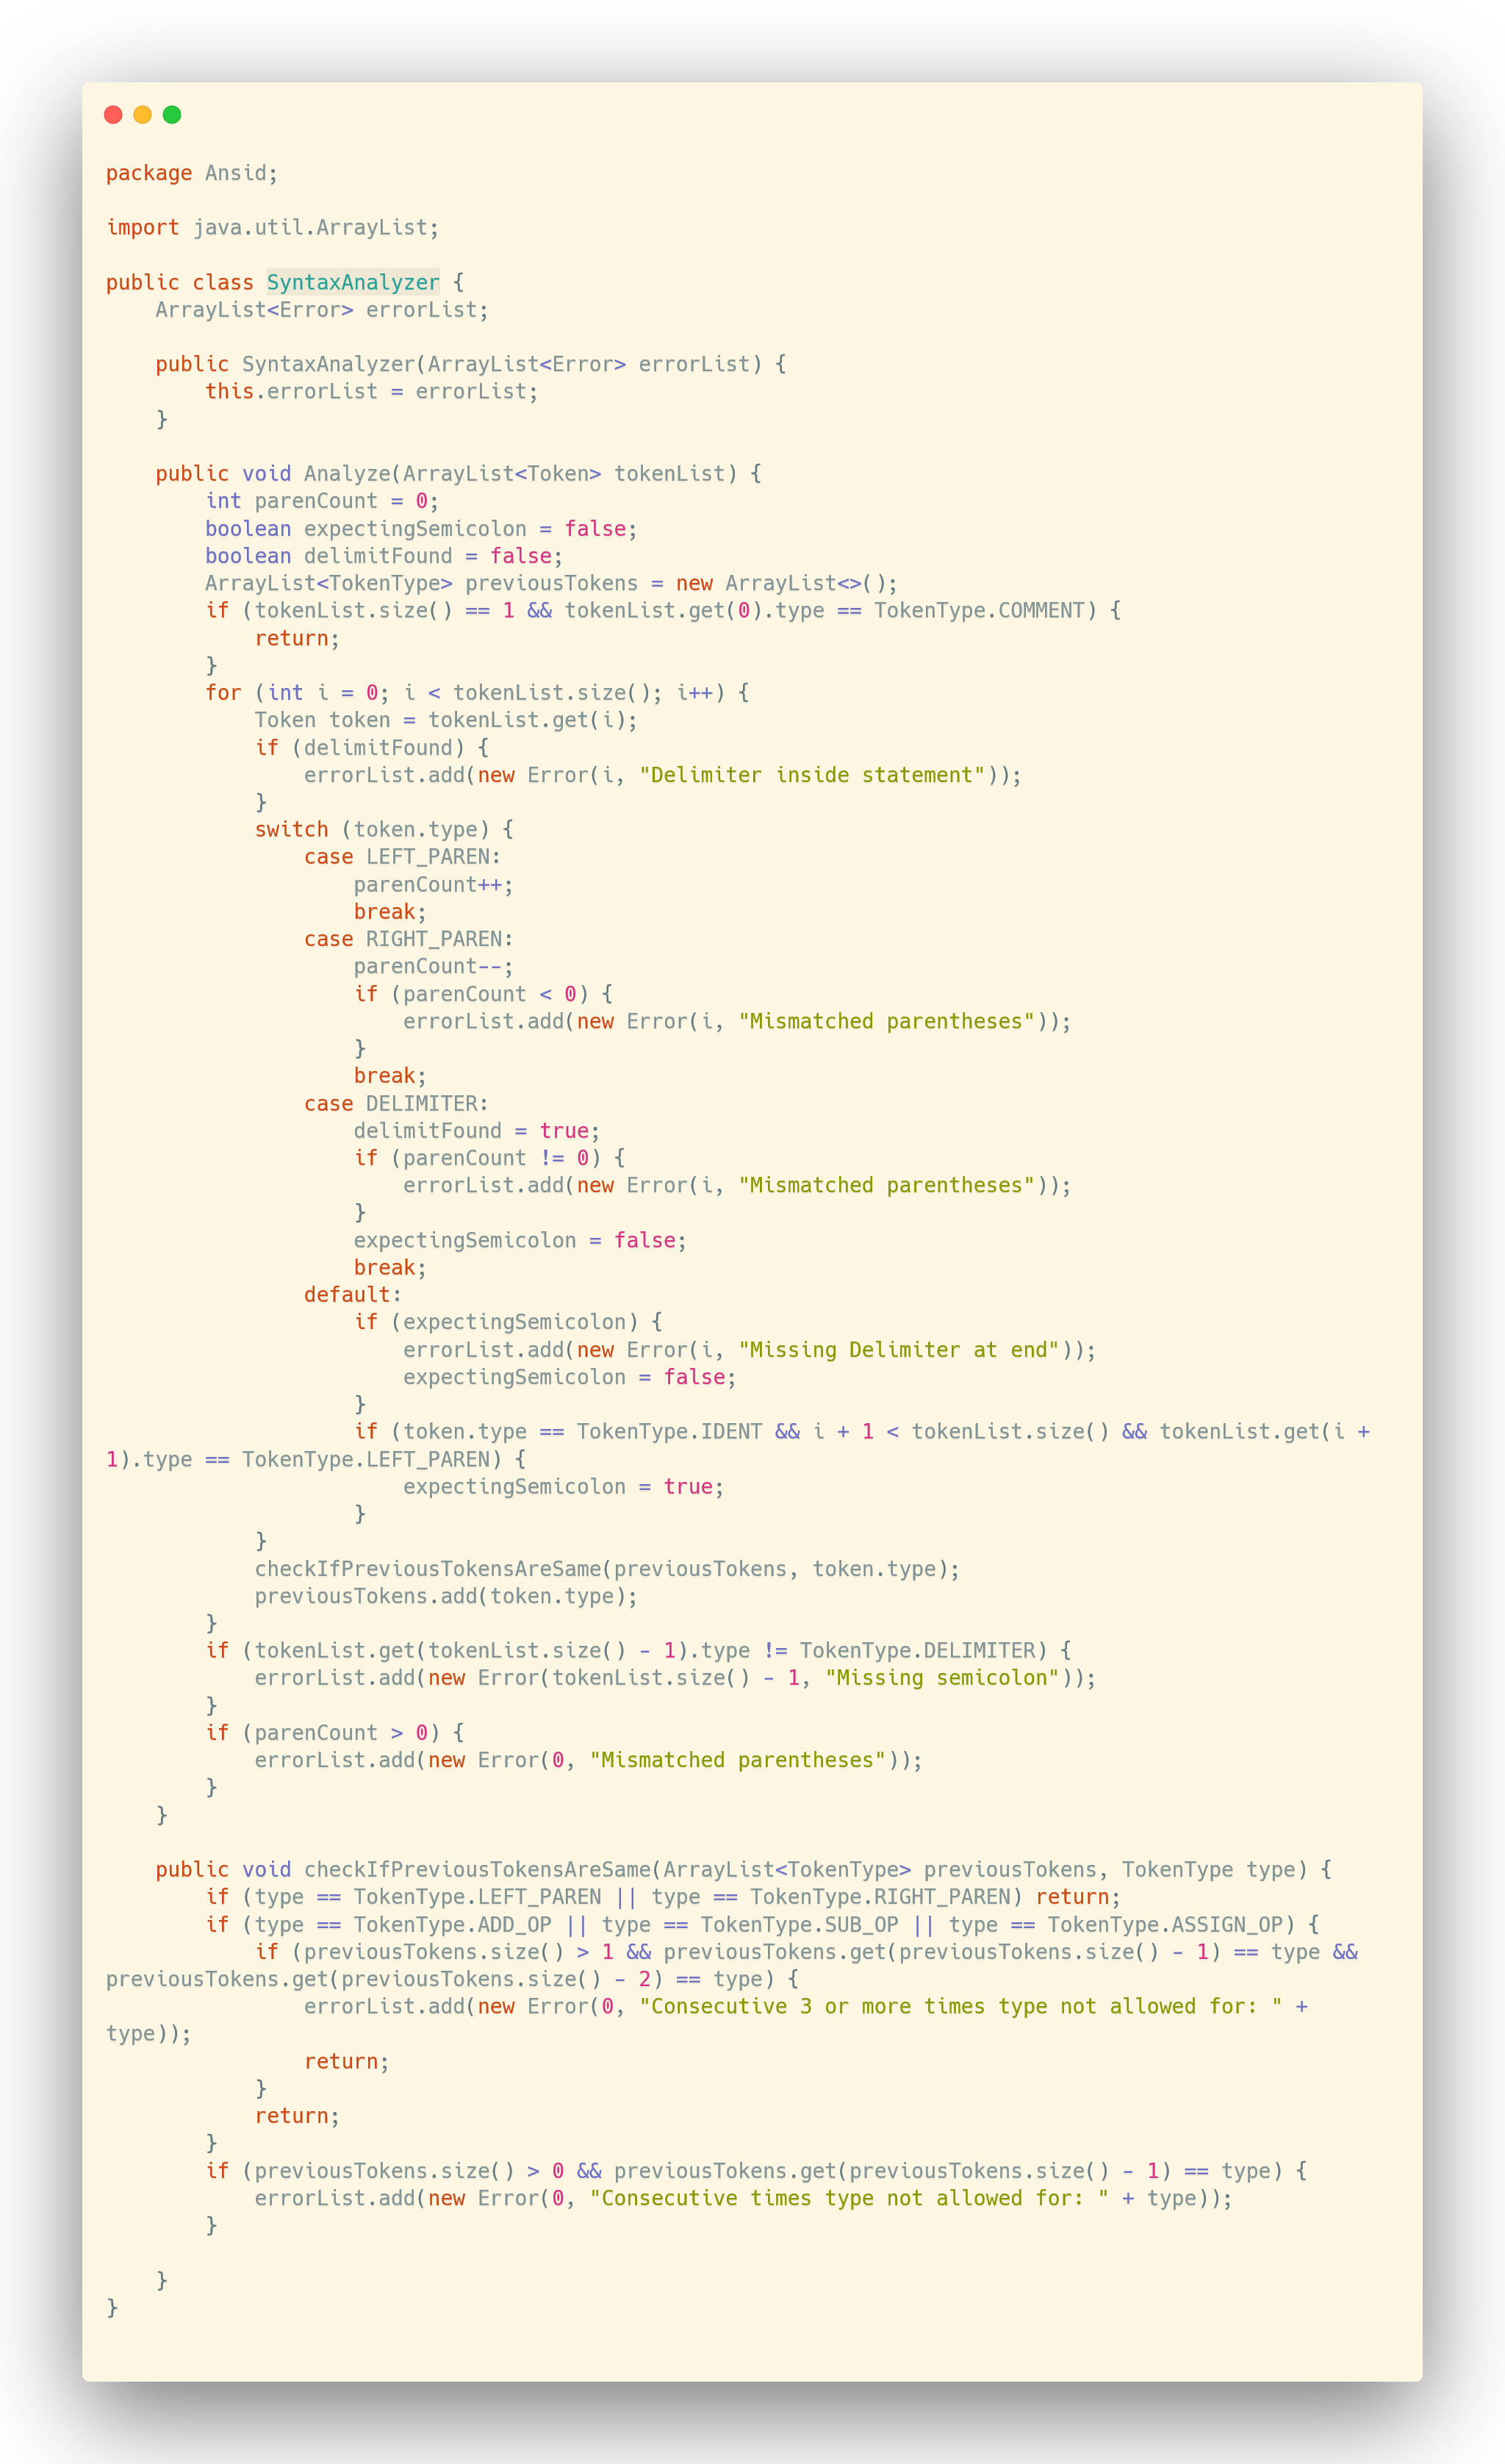 package Ansid;

import java.util.ArrayList;

public class SyntaxAnalyzer {
    ArrayList<Error> errorList;

    public SyntaxAnalyzer(ArrayList<Error> errorList) {
        this.errorList = errorList;
    }

    public void Analyze(ArrayList<Token> tokenList) {
        int parenCount = 0;
        boolean expectingSemicolon = false;
        boolean delimitFound = false;
        ArrayList<TokenType> previousTokens = new ArrayList<>();
        if (tokenList.size() == 1 && tokenList.get(0).type == TokenType.COMMENT) {
            return;
        }
        for (int i = 0; i < tokenList.size(); i++) {
            Token token = tokenList.get(i);
            if (delimitFound) {
                errorList.add(new Error(i, "Delimiter inside statement"));
            }
            switch (token.type) {
                case LEFT_PAREN:
                    parenCount++;
                    break;
                case RIGHT_PAREN:
                    parenCount--;
                    if (parenCount < 0) {
                        errorList.add(new Error(i, "Mismatched parentheses"));
                    }
                    break;
                case DELIMITER:
                    delimitFound = true;
                    if (parenCount != 0) {
                        errorList.add(new Error(i, "Mismatched parentheses"));
                    }
                    expectingSemicolon = false;
                    break;
                default:
                    if (expectingSemicolon) {
                        errorList.add(new Error(i, "Missing Delimiter at end"));
                        expectingSemicolon = false;
                    }
                    if (token.type == TokenType.IDENT && i + 1 < tokenList.size() && tokenList.get(i +
1).type == TokenType.LEFT_PAREN) {
                        expectingSemicolon = true;
                    }
            }
            checkIfPreviousTokensAreSame(previousTokens, token.type);
            previousTokens.add(token.type);
        }
        if (tokenList.get(tokenList.size() - 1).type != TokenType.DELIMITER) {
            errorList.add(new Error(tokenList.size() - 1, "Missing semicolon"));
        }
        if (parenCount > 0) {
            errorList.add(new Error(0, "Mismatched parentheses"));
        }
    }

    public void checkIfPreviousTokensAreSame(ArrayList<TokenType> previousTokens, TokenType type) {
        if (type == TokenType.LEFT_PAREN || type == TokenType.RIGHT_PAREN) return;
        if (type == TokenType.ADD_OP || type == TokenType.SUB_OP || type == TokenType.ASSIGN_OP) {
            if (previousTokens.size() > 1 && previousTokens.get(previousTokens.size() - 1) == type &&
previousTokens.get(previousTokens.size() - 2) == type) {
                errorList.add(new Error(0, "Consecutive 3 or more times type not allowed for: " +
type));
                return;
            }
            return;
        }
        if (previousTokens.size() > 0 && previousTokens.get(previousTokens.size() - 1) == type) {
            errorList.add(new Error(0, "Consecutive times type not allowed for: " + type));
        }

    }
}